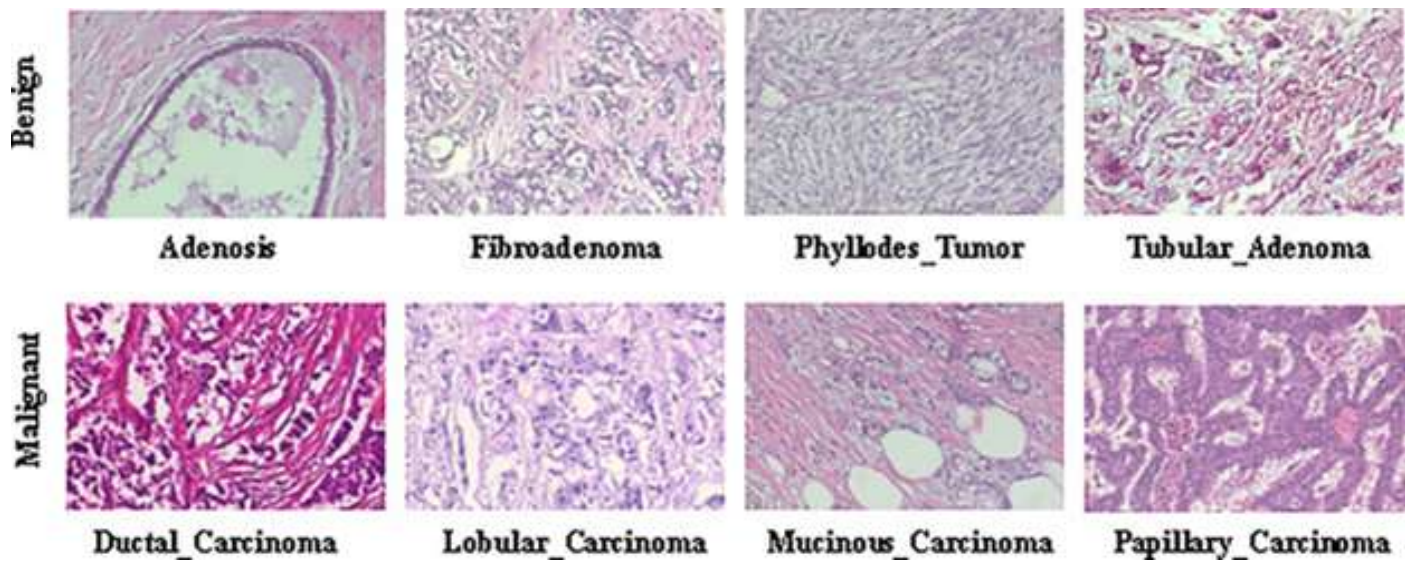 Benign
Adenosis
Fibroadenoma
Phyllodes_Tumor
Tubular_Adenoma
Malignant
Ductal_Carcinoma
Lobular_Carcinoma
Mucinous_Carcinoma
Papillary_Carcinoma